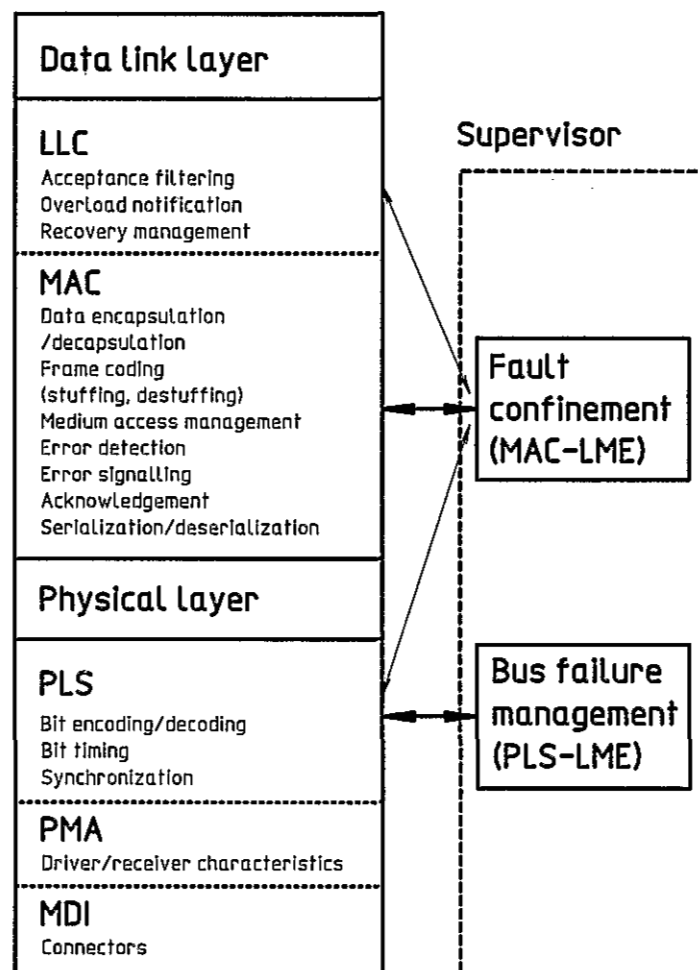 Data link layer
LLC
Acceptance filtering
Overload notification
Recovery management
MAC
Data encapsulation
/decapsulation
Frame coding
(stuffing, destuffing)
Medium access management
Error detection
Error signalling
Acknowledgement
Serialization/deserialization
Physical layer
PLS
Bit encoding/decoding
Bit timing
Synchronization
PMA
Driver/receiver characteristics
MDI
Connectors
Supervisor
Fault
confinement
(MAC-LME)
Bus failure
management
(PLS-LME)